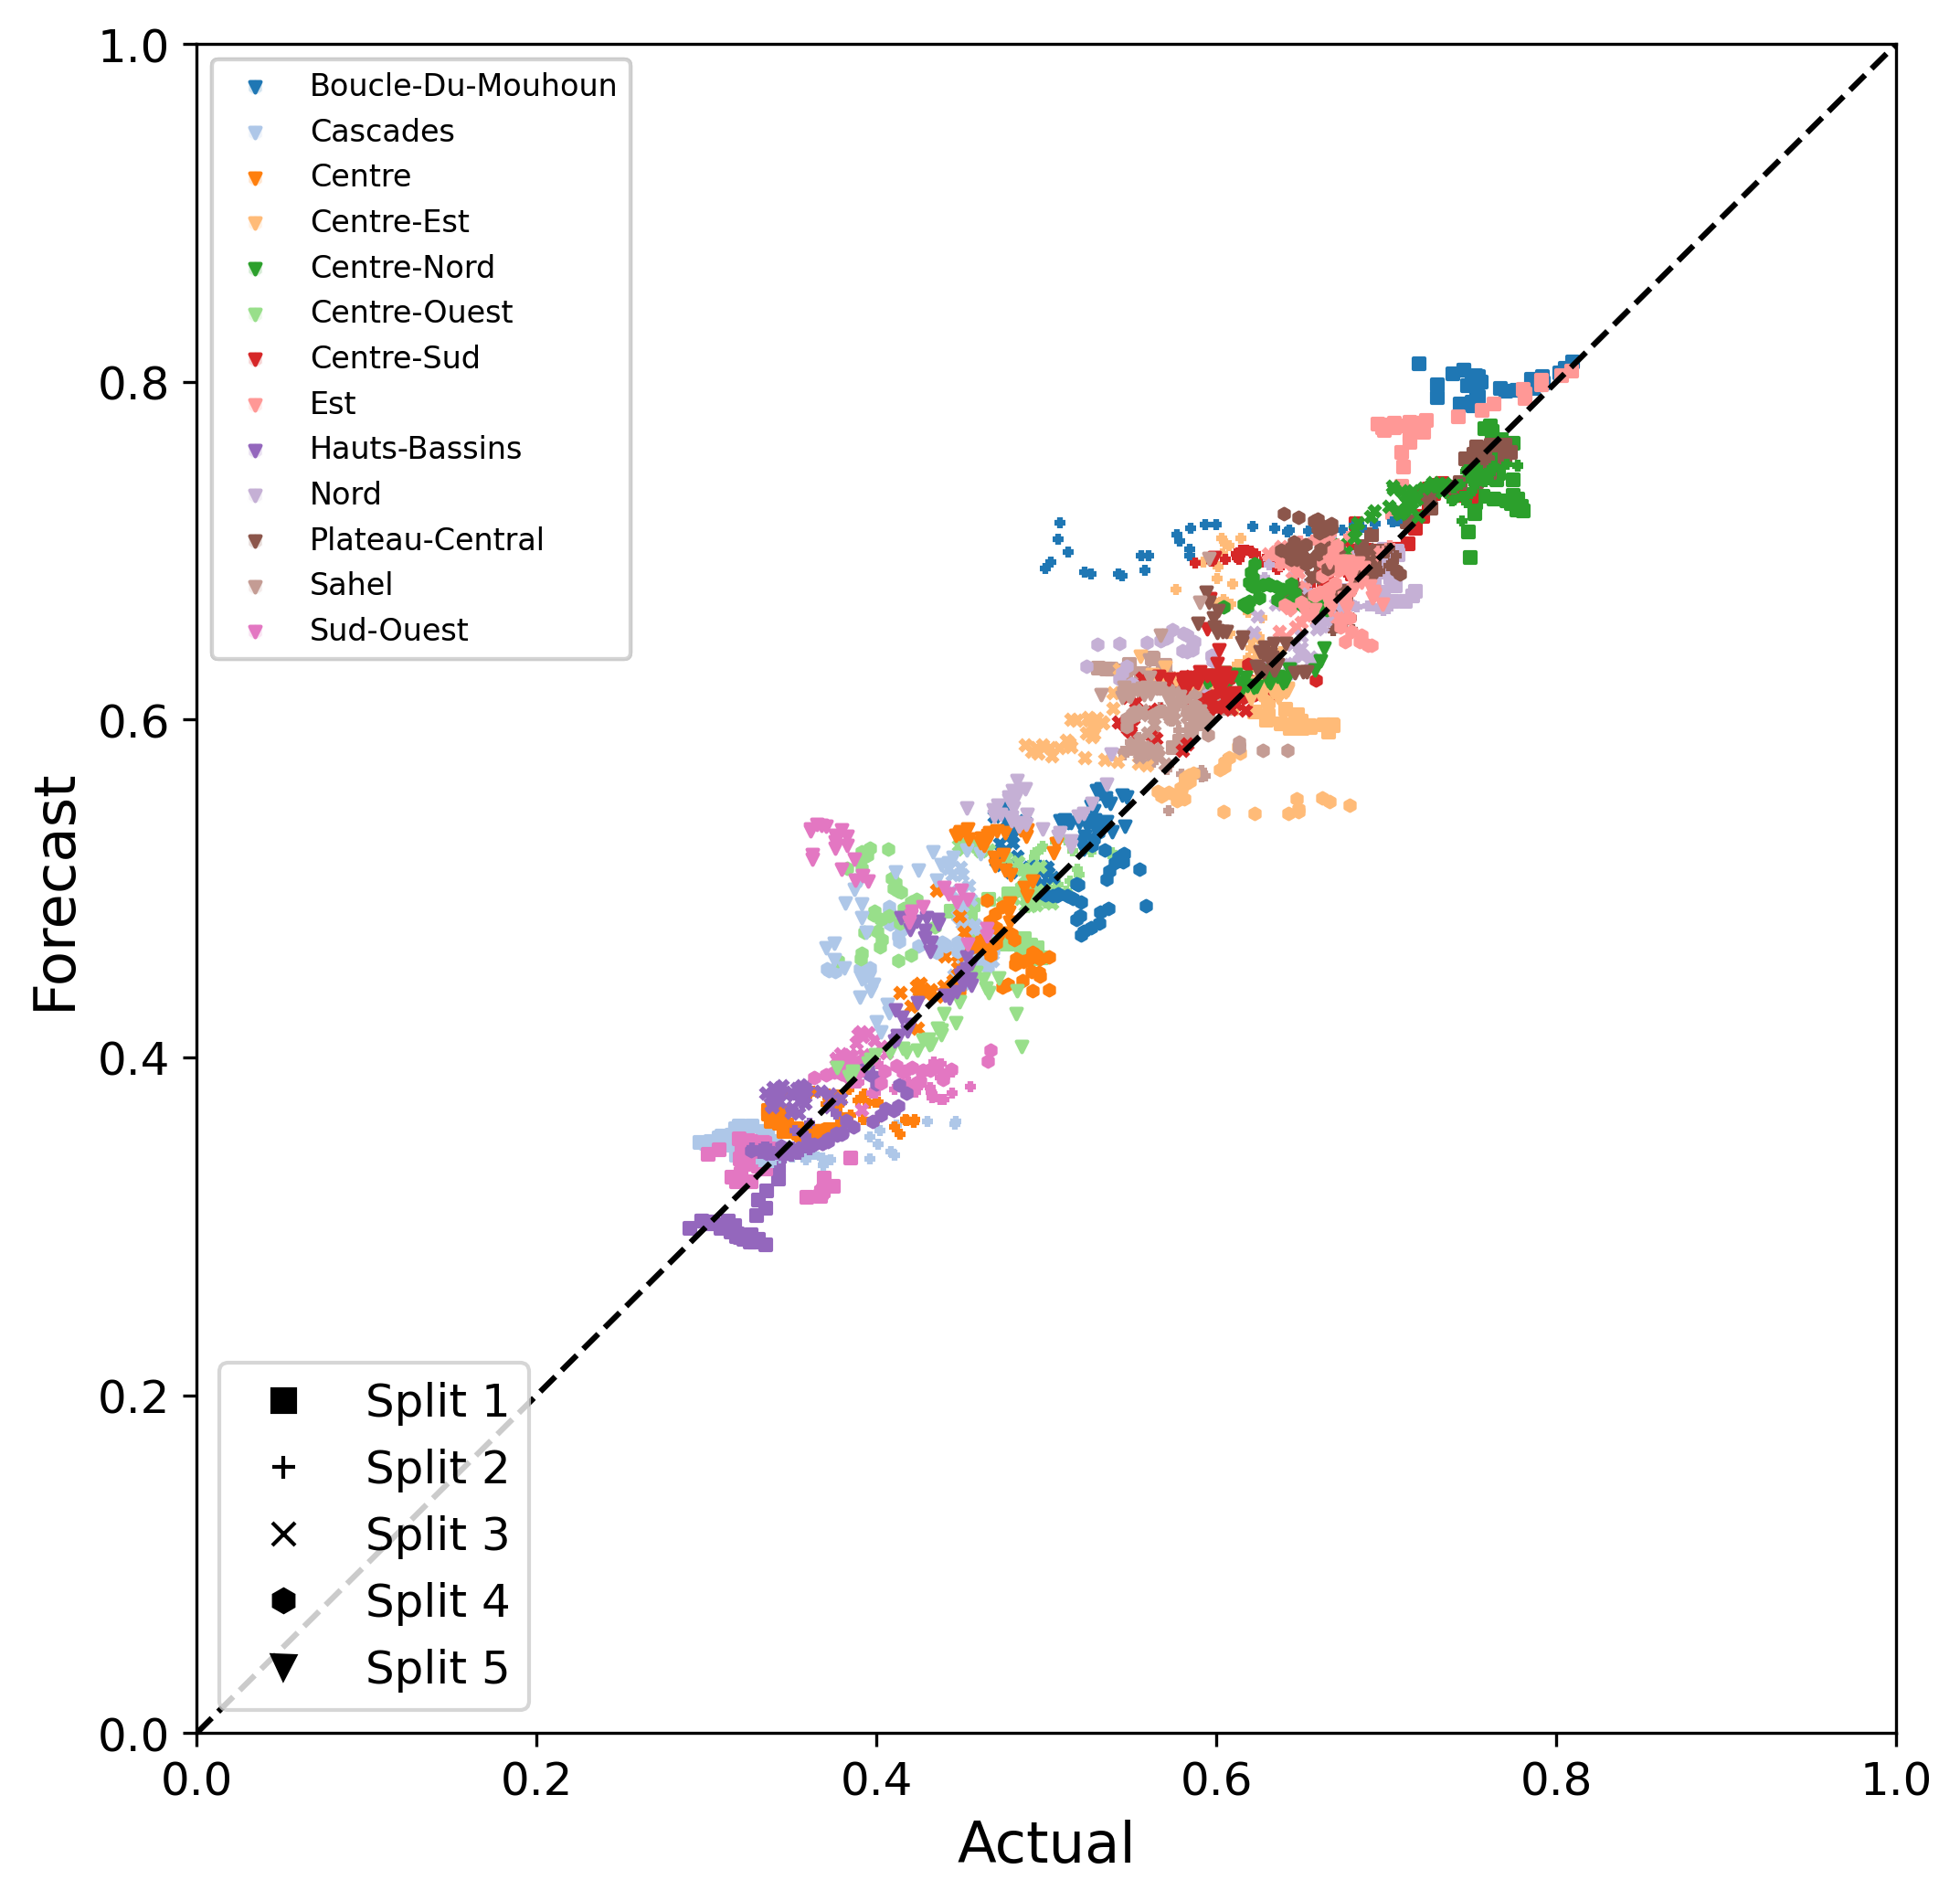 1.0
0.8
0.6
0.4
0.2
0.0
Forecast
Boucle-Du-Mouhoun
Cascades
Centre
Centre-Est
Centre-Nord
Centre-Ouest
Centre-Sud
Est
Hauts-Bassins
Nord
Plateau-Central
Sahel
Sud-Ouest
Split 1
Split 2
Split 3
Split 4
Split 5
0.0 0.2 0.4 0.6 0.8 1.0
Actual